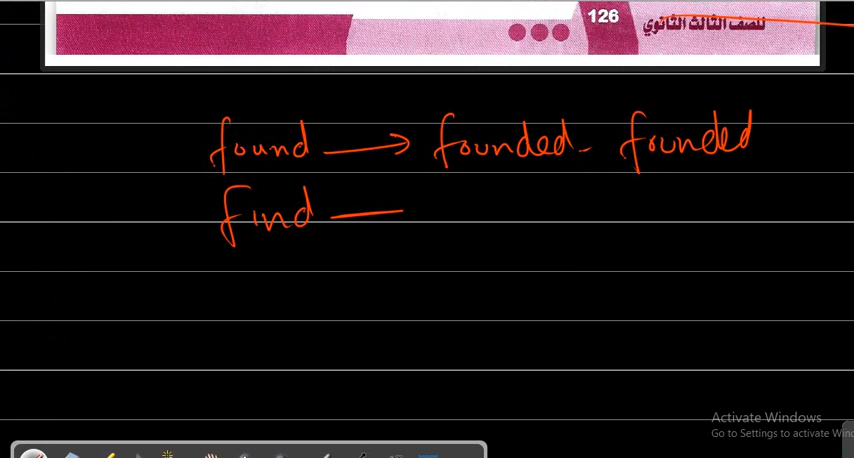 126 للصف الثالث الثانوي
found → founded - founded
Find —
Activate Windows
Go to Settings to activate Win